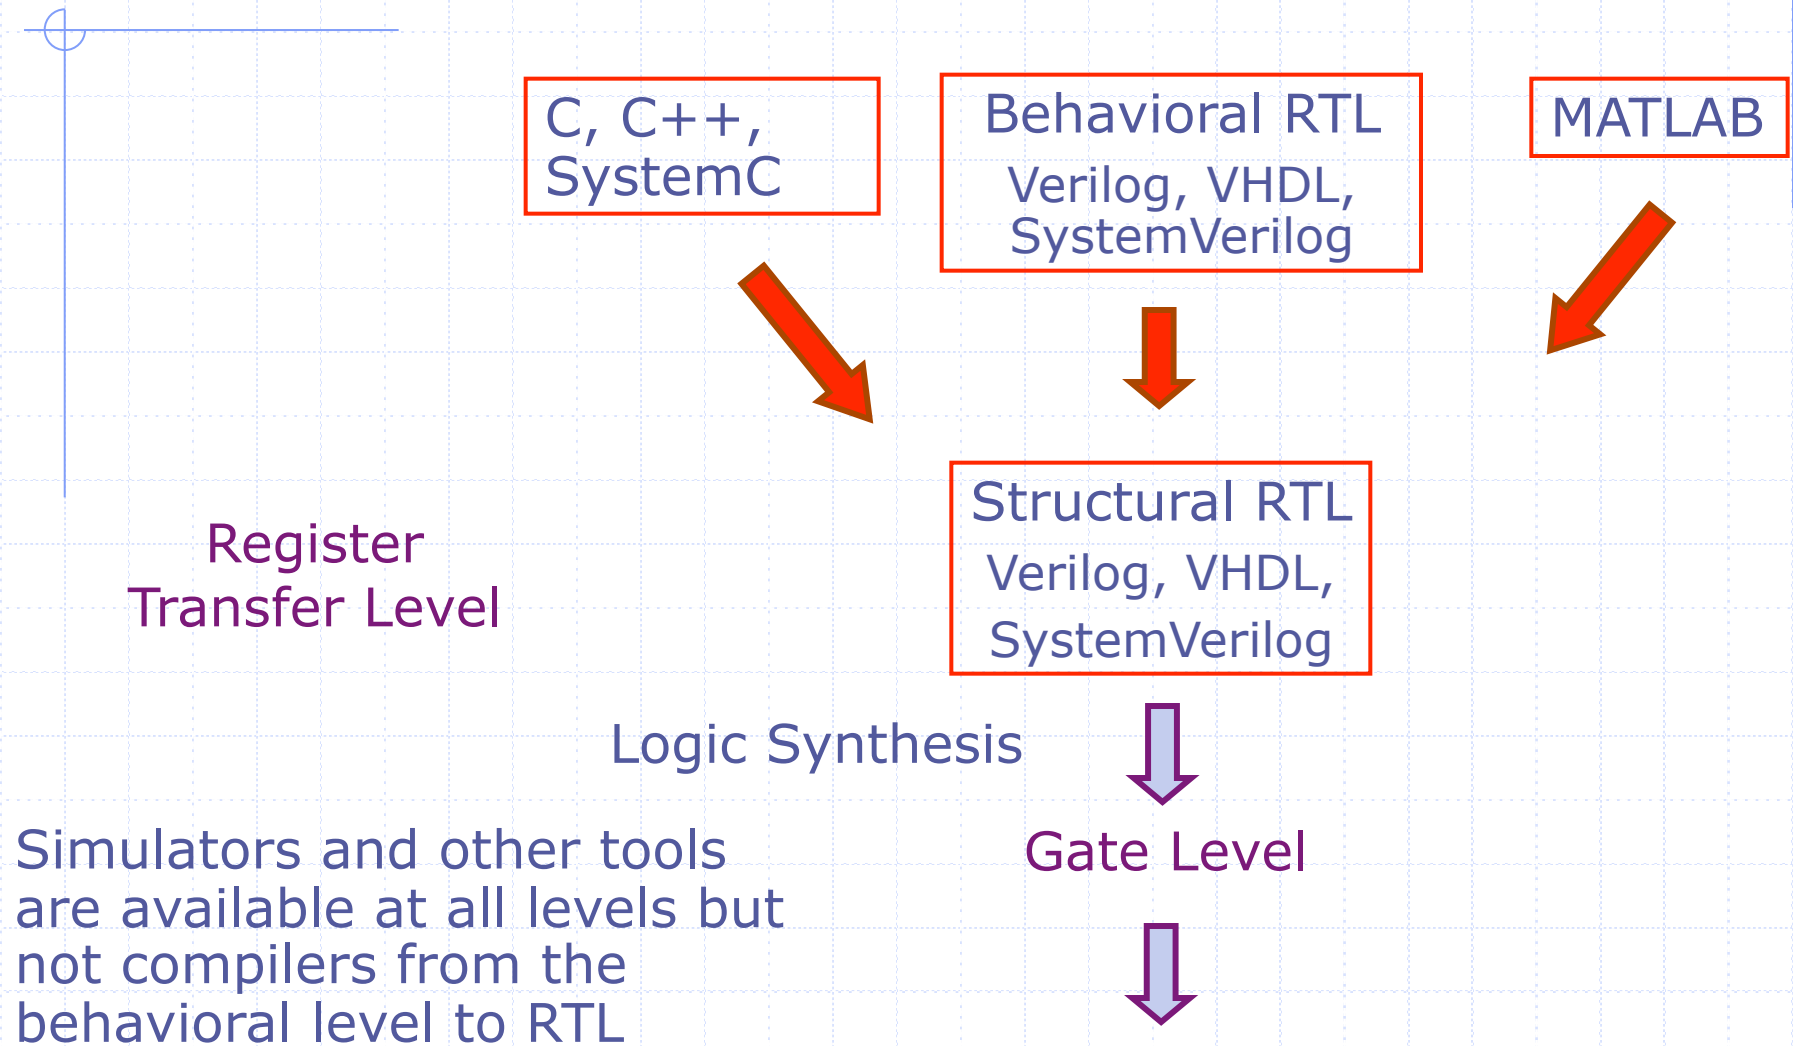 C, C++,
SystemC
Behavioral RTL
Verilog, VHDL,
SystemVerilog
MATLAB
Structural RTL
Verilog, VHDL,
SystemVerilog
Register
Transfer Level
Logic Synthesis
Gate Level
Simulators and other tools
are available at all levels but
not compilers from the
behavioral level to RTL